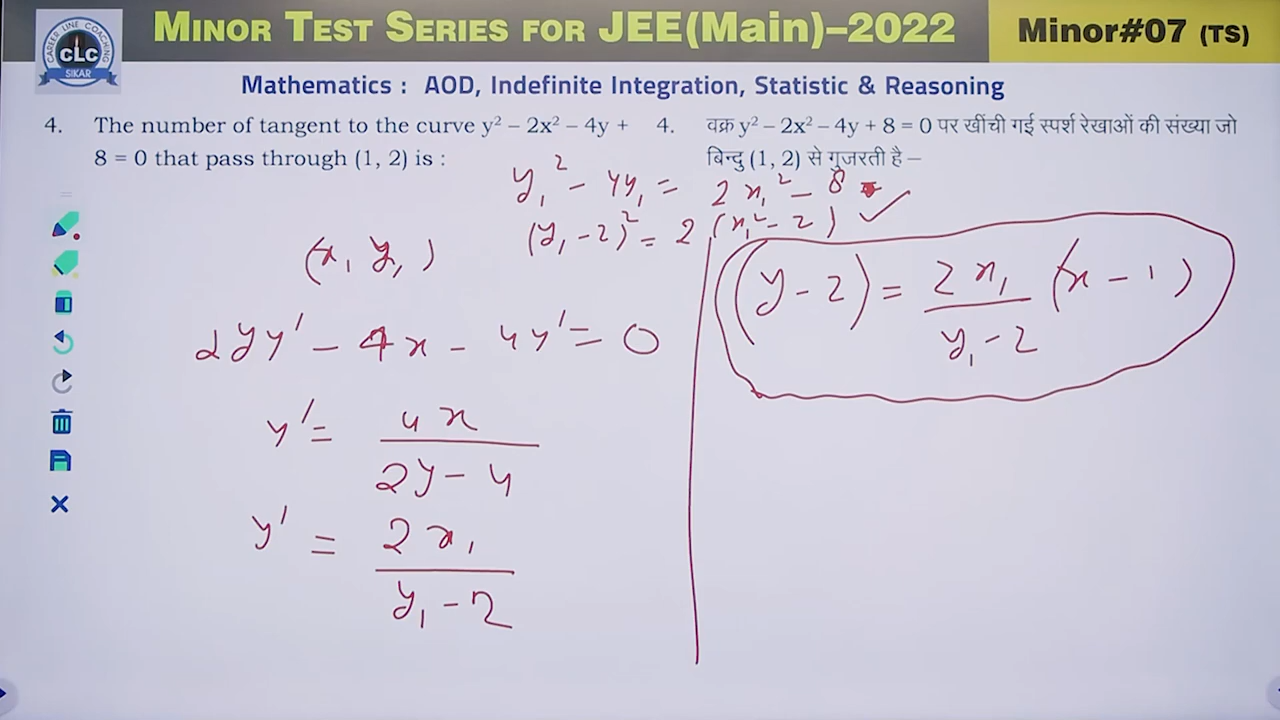 CAREER LINE COACHING
CLC
SIKAR
MINOR TEST SERIES FOR JEE(MAIN)–2022
Minor#07 (TS)
Mathematics : AOD, Indefinite Integration, Statistic & Reasoning
4. The number of tangent to the curve y² – 2x² – 4y +
8 = 0 that pass through (1, 2) is :
4. वक्र y² – 2x² – 4y + 8 = 0 पर खींची गई स्पर्श रेखाओं की संख्या जो
बिन्दु (1, 2) से गुजरती है –
y₁² - 4y₁ = 2x₁² - 8
(y₁-2)² = 2(x₁²-2) ✓
(x₁ y₁)
2yy' - 4x - 4y' = 0
y' = 4x / 2y-4
y' = 2x₁ / y₁-2
(y-2) = 2x₁ / y₁-2 (x-1)